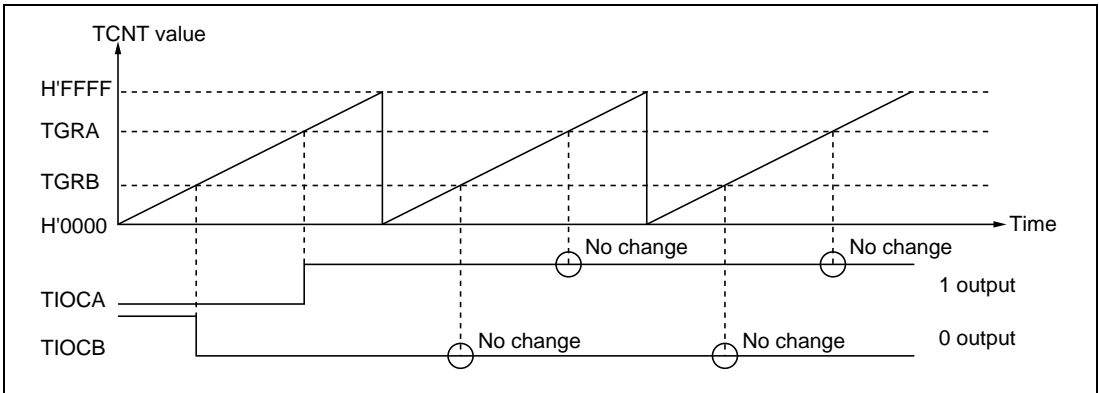 TCNT value
H'FFFF
TGRA
TGRB
H'0000
Time
No change
No change
TIOCA
1 output
No change
No change
TIOCB
0 output